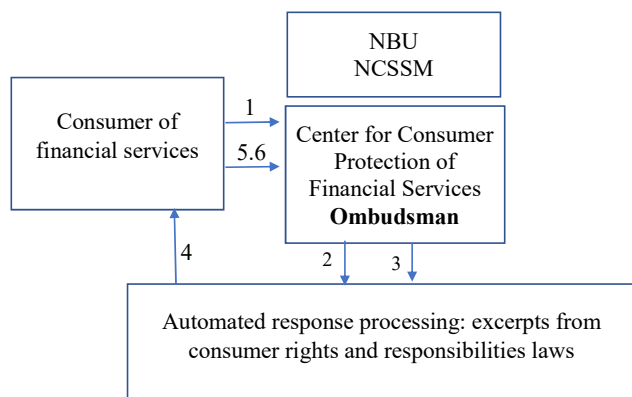 NBU
NCSSM
Consumer of
financial services
1
5.6
Center for Consumer
Protection of
Financial Services
Ombudsman
4
2
3
Automated response processing: excerpts from
consumer rights and responsibilities laws